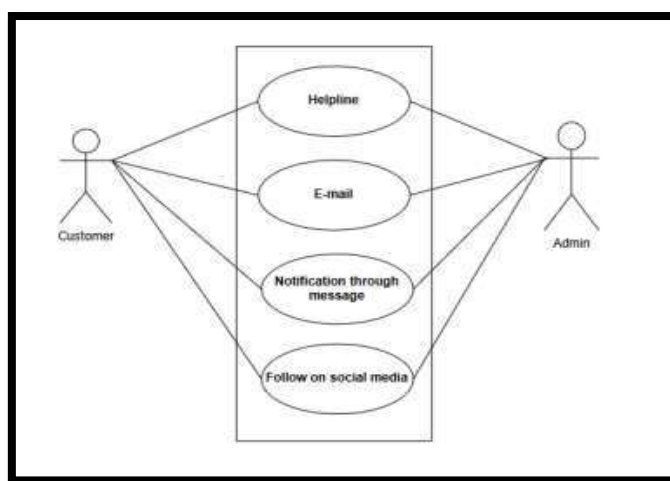 Helpline
E-mail
Customer
Admin
Notification through
message
Follow on social media